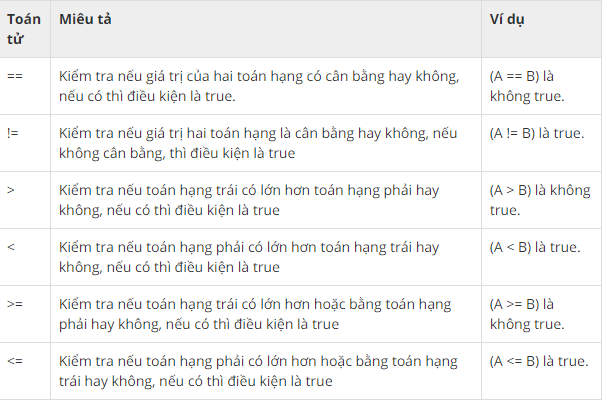 Toán tử Miêu tả Ví dụ
== Kiểm tra nếu giá trị của hai toán hạng có cân bằng hay không, nếu có thì điều kiện là true. (A == B) là không true.
!= Kiểm tra nếu giá trị hai toán hạng là cân bằng hay không, nếu không cân bằng, thì điều kiện là true (A != B) là true.
> Kiểm tra nếu toán hạng trái có lớn hơn toán hạng phải hay không, nếu có thì điều kiện là true (A > B) là không true.
< Kiểm tra nếu toán hạng phải có lớn hơn toán hạng trái hay không, nếu có thì điều kiện là true (A < B) là true.
>= Kiểm tra nếu toán hạng trái có lớn hơn hoặc bằng toán hạng phải hay không, nếu có thì điều kiện là true (A >= B) là không true.
<= Kiểm tra nếu toán hạng phải có lớn hơn hoặc bằng toán hạng trái hay không, nếu có thì điều kiện là true (A <= B) là true.